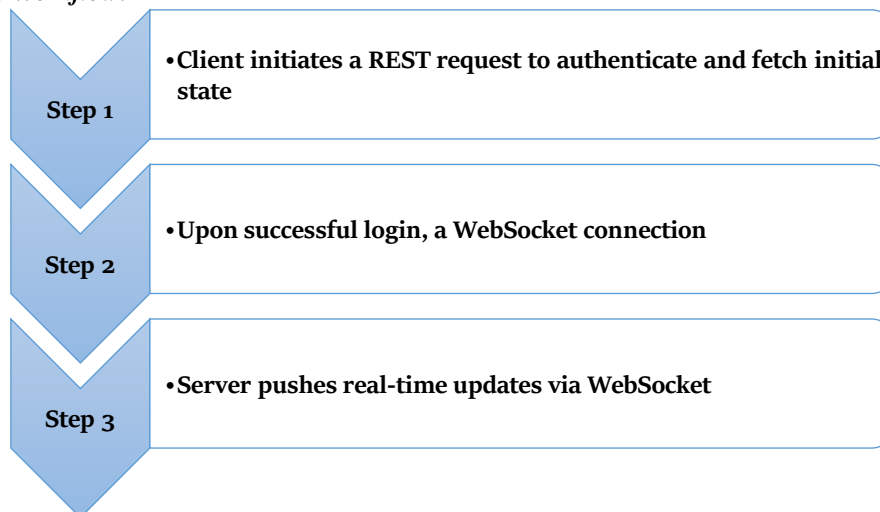 Step 1
•Client initiates a REST request to authenticate and fetch initial
state
Step 2
•Upon successful login, a WebSocket connection
Step 3
•Server pushes real-time updates via WebSocket